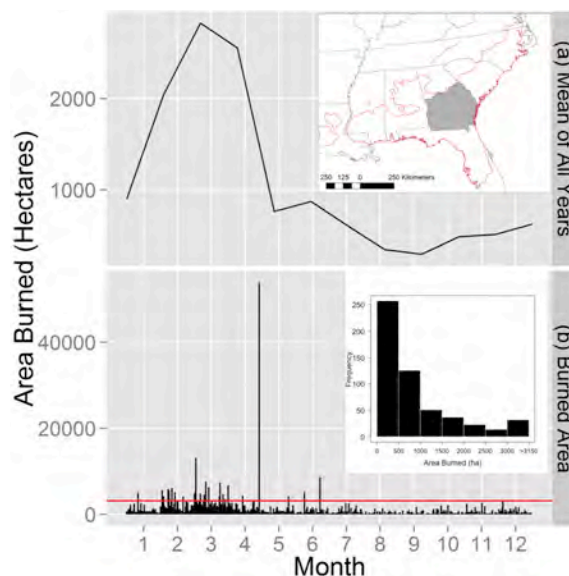 (a) Mean of All Years
2000
1000
250 125 0 250 Kilometers
Area Burned (Hectares)
(b) Burned Area
40000
20000
0
250
200
150
100
50
0
Frequency
0 500 1000 1500 2000 2500 3000 >3150
Area Burned (ha)
1 2 3 4 5 6 7 8 9 10 11 12
Month